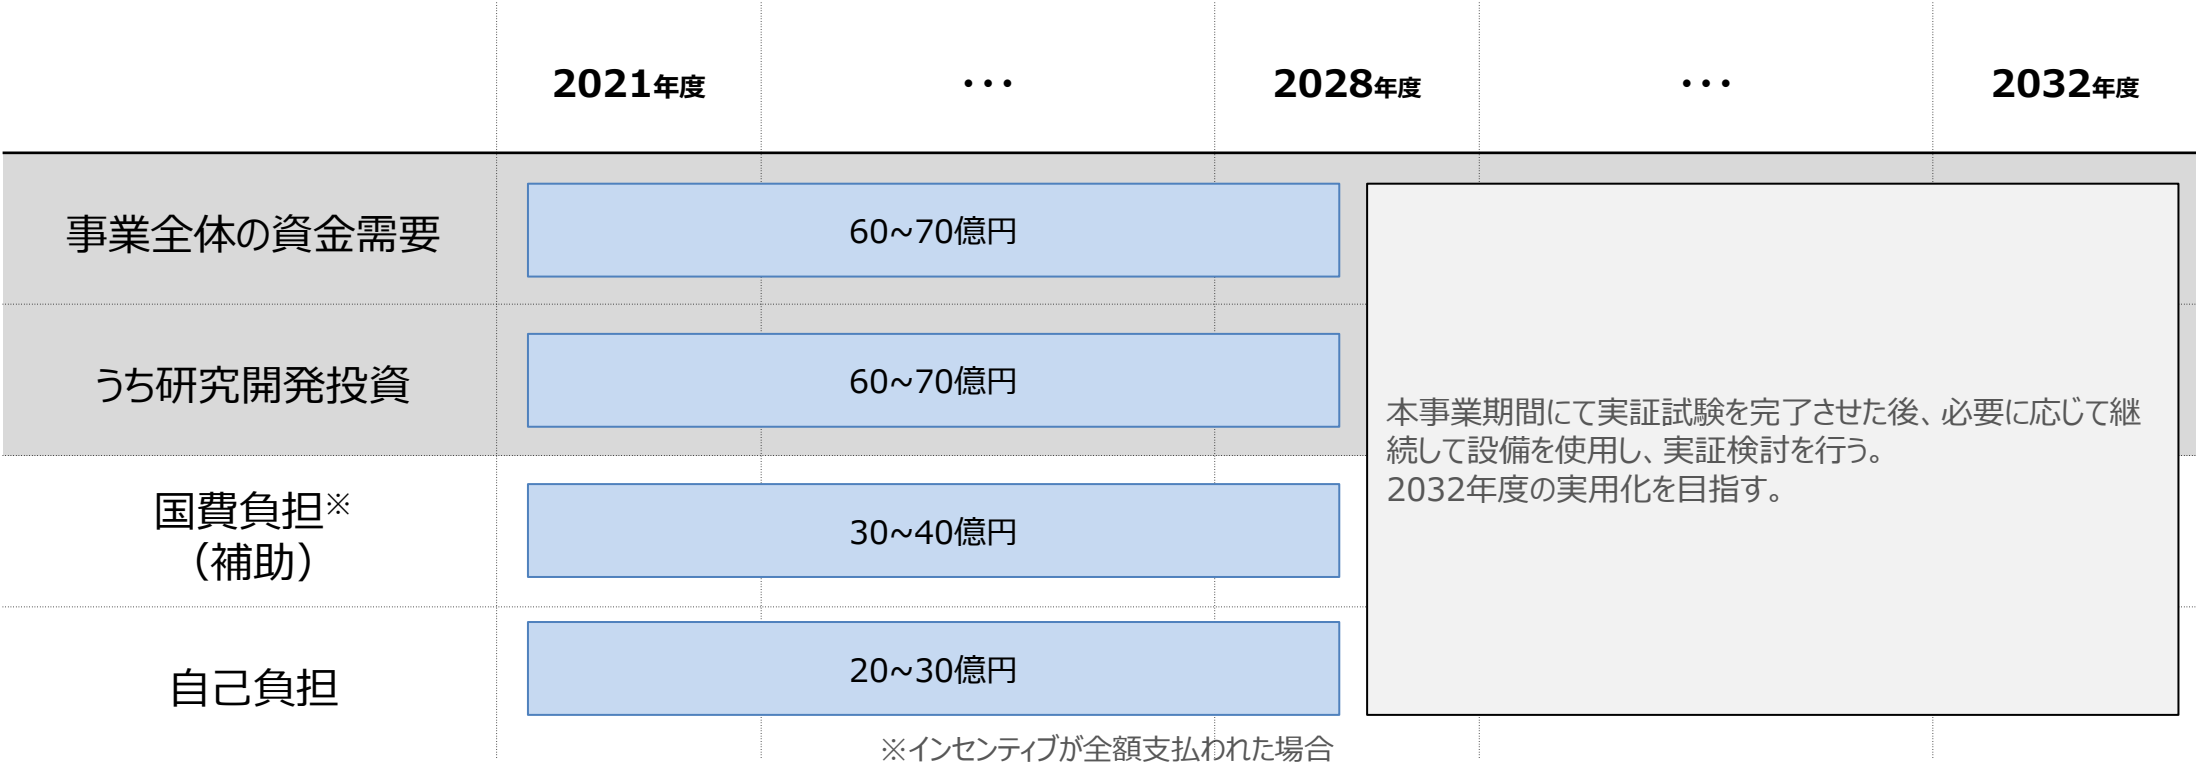 2021年度 ・・・ 2028年度 ・・・ 2032年度
事業全体の資金需要
60~70億円
うち研究開発投資
60~70億円
国費負担※
（補助）
30~40億円
自己負担
20~30億円
本事業期間にて実証試験を完了させた後、必要に応じて継
続して設備を使用し、実証検討を行う。
2032年度の実用化を目指す。
※インセンティブが全額支払われた場合